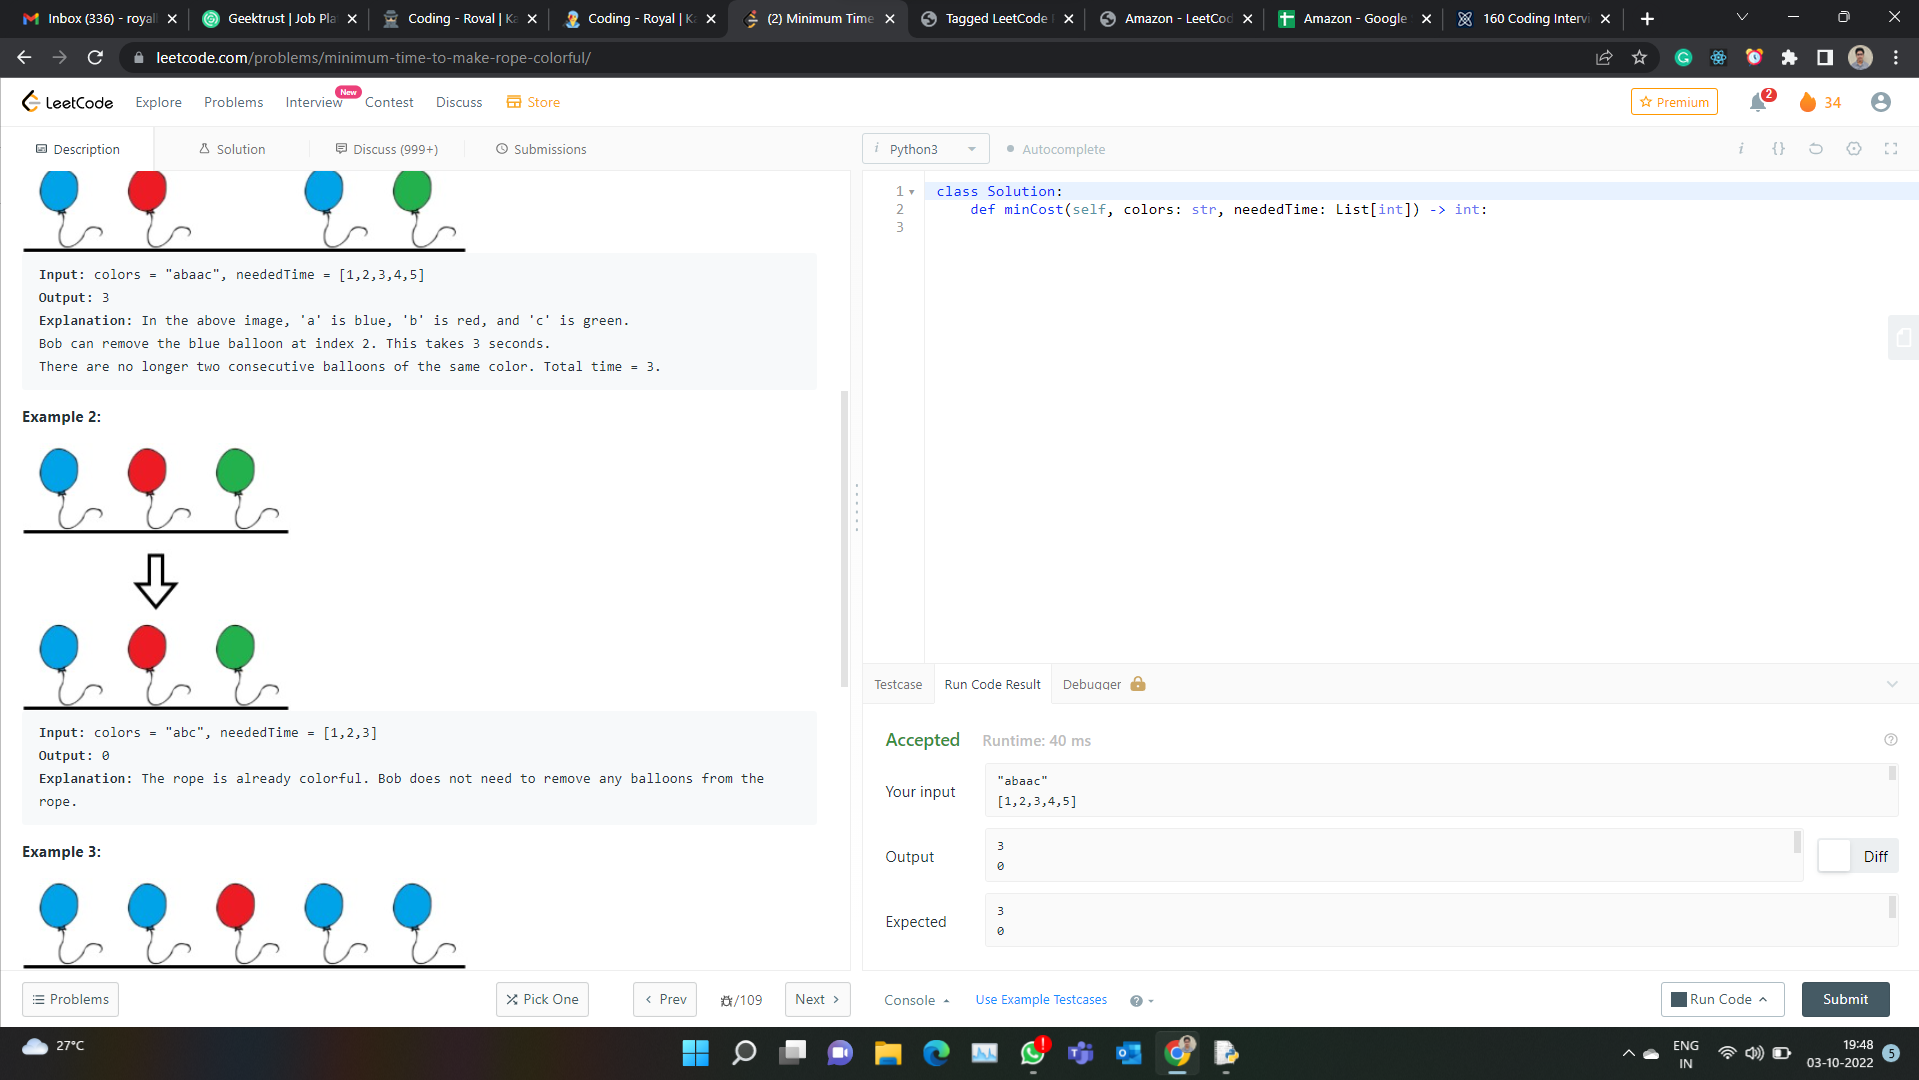 Inbox (336) - royall
Geektrust | Job Pla
Coding - Royal | Ka
Coding - Royal | Ka
(2) Minimum Time
Tagged LeetCode
Amazon - LeetCod
Amazon - Google
160 Coding Intervi
leetcode.com/problems/minimum-time-to-make-rope-colorful/
LeetCode
Explore
Problems
Interview
New
Contest
Discuss
Store
Premium
2
34
Description
Solution
Discuss (999+)
Submissions
i Python3
Autocomplete
i {}
1 class Solution:
2 def minCost(self, colors: str, neededTime: List[int]) -> int:
3
Input: colors = "abaac", neededTime = [1,2,3,4,5]
Output: 3
Explanation: In the above image, 'a' is blue, 'b' is red, and 'c' is green.
Bob can remove the blue balloon at index 2. This takes 3 seconds.
There are no longer two consecutive balloons of the same color. Total time = 3.
Example 2:
Input: colors = "abc", neededTime = [1,2,3]
Output: 0
Explanation: The rope is already colorful. Bob does not need to remove any balloons from the
rope.
Example 3:
Testcase
Run Code Result
Debugger
Accepted
Runtime: 40 ms
Your input
"abaac"
[1,2,3,4,5]
Output
3
0
Diff
Expected
3
0
Problems
Pick One
Prev
/109
Next
Console
Use Example Testcases
Run Code
Submit
27°C
ENG
IN
19:48
03-10-2022
5